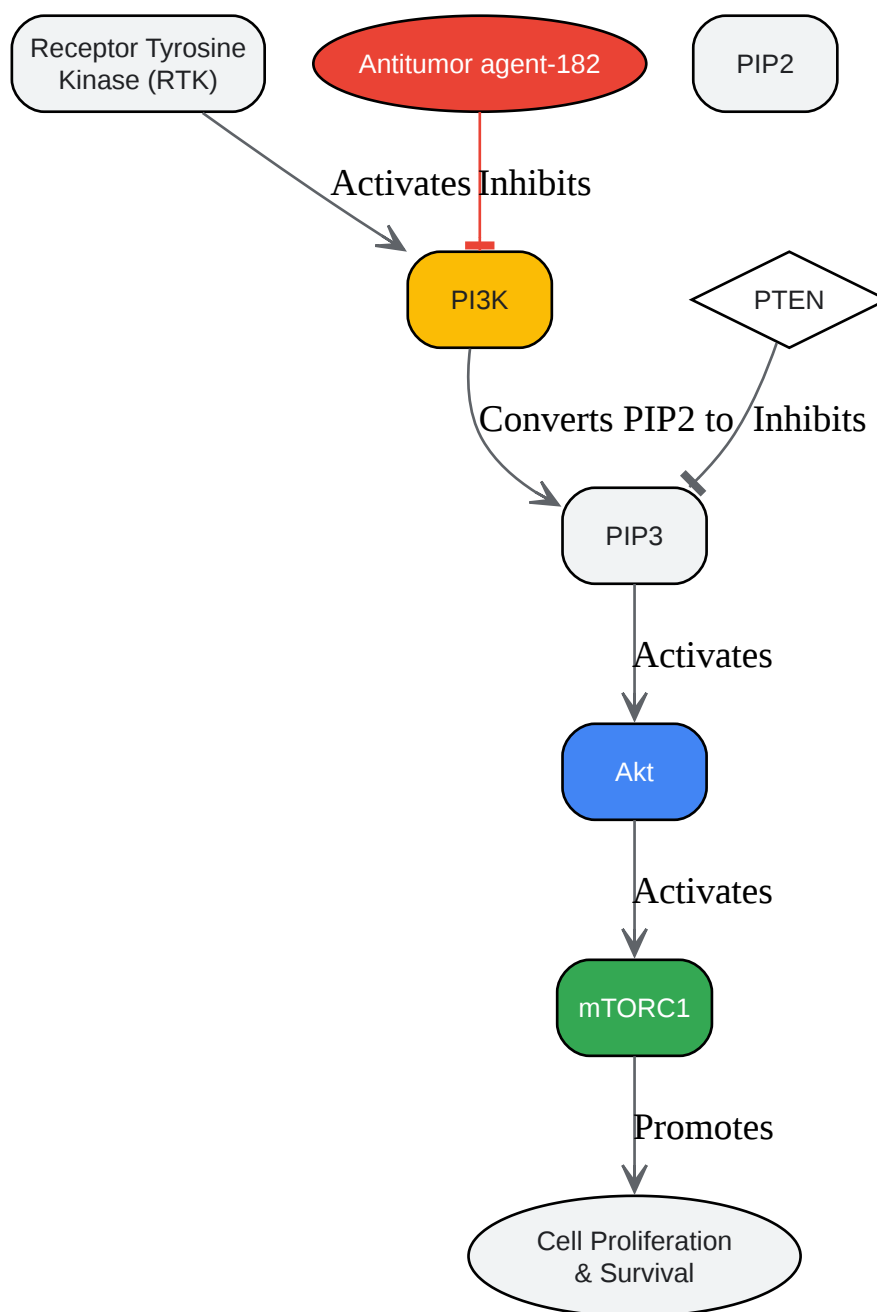 Receptor Tyrosine
Kinase (RTK)
Antitumor agent-182
PIP2
Activates
Inhibits
PI3K
PTEN
Converts PIP2 to
Inhibits
PIP3
Activates
Akt
Activates
mTORC1
Promotes
Cell Proliferation
& Survival